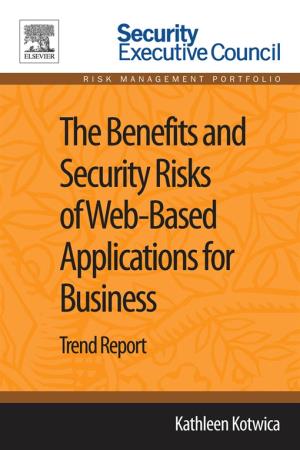 Security
Executive Council
ELSEVIER
RISK MANAGEMENT PORTFOLIO
The Benefits and
Security Risks
of Web-Based
Applications for
Business
Trend Report
Kathleen Kotwica